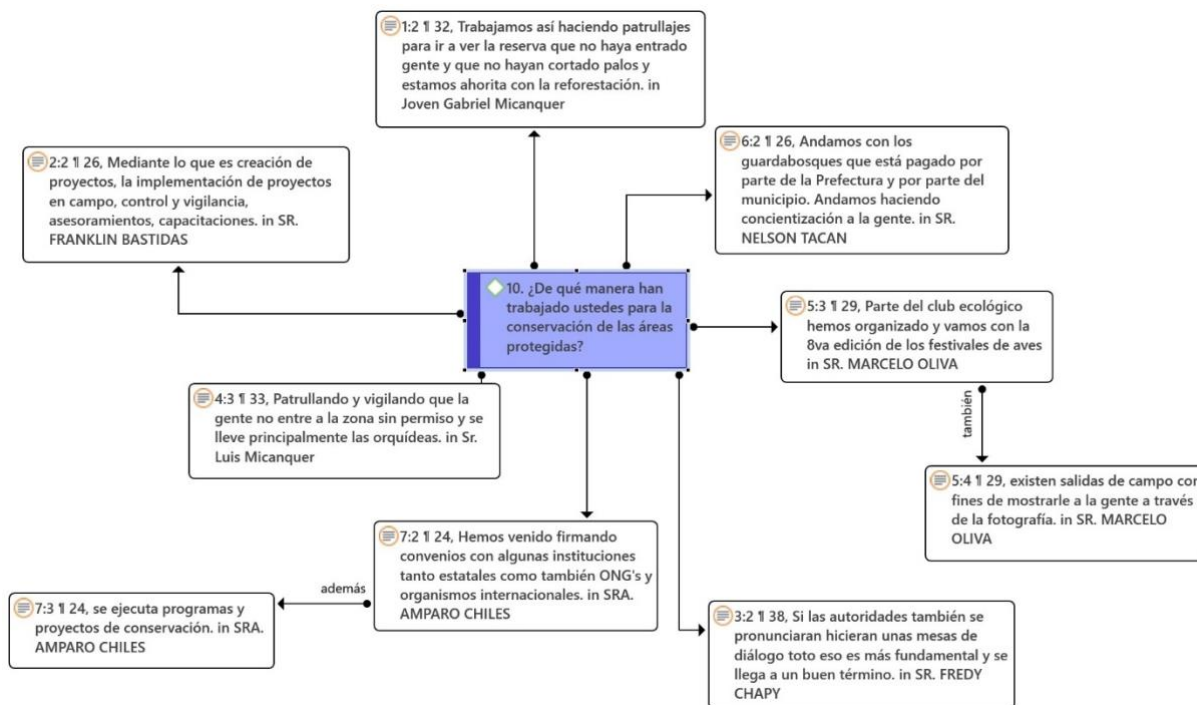 1:2 ¶ 32, Trabajamos así haciendo patrullajes
para ir a ver la reserva que no haya entrado
gente y que no hayan cortado palos y
estamos ahorita con la reforestación. in
Joven Gabriel Micanquer
6:2 ¶ 26, Andamos con los
guardabosques que está pagado por
parte de la Prefectura y por parte del
municipio. Andamos haciendo
concientización a la gente. in SR.
NELSON TACAN
2:2 ¶ 26, Mediante lo que es creación de
proyectos, la implementación de proyectos
en campo, control y vigilancia,
asesoramientos, capacitaciones. in SR.
FRANKLIN BASTIDAS
10. ¿De qué manera han
trabajado ustedes para la
conservación de las áreas
protegidas?
5:3 ¶ 29, Parte del club ecológico
hemos organizado y vamos con la
8va edición de los festivales de aves
in SR. MARCELO OLIVA
4:3 ¶ 33, Patrullando y vigilando que la
gente no entre a la zona sin permiso y se
lleve principalmente las orquídeas. in Sr.
Luis Micanquer
también
5:4 ¶ 29, existen salidas de campo con
fines de mostrarle a la gente a través
de la fotografía. in SR. MARCELO
OLIVA
7:2 ¶ 24, Hemos venido firmando
convenios con algunas instituciones
tanto estatales como también ONG's y
organismos internacionales. in SRA.
AMPARO CHILES
además
7:3 ¶ 24, se ejecuta programas y
proyectos de conservación. in SRA.
AMPARO CHILES
3:2 ¶ 38, Si las autoridades también se
pronunciaran hicieran unas mesas de
diálogo toto eso es más fundamental y se
llega a un buen término. in SR. FREDY
CHAPY